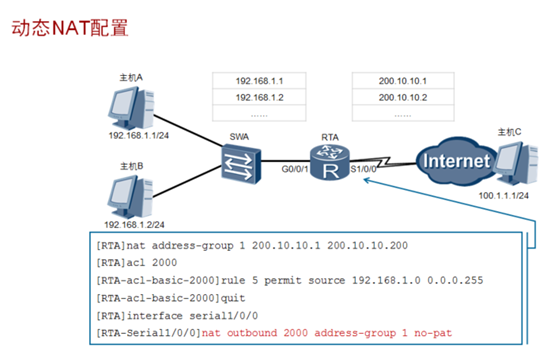 动态NAT配置
主机A
192.168.1.1
200.10.10.1
192.168.1.2
200.10.10.2
……
……
主机C
192.168.1.1/24
SWA
RTA
Internet
R
G0/0/1
S1/0/0
主机B
100.1.1.1/24
192.168.1.2/24
[RTA]nat address-group 1 200.10.10.1 200.10.10.200
[RTA]acl 2000
[RTA-acl-basic-2000]rule 5 permit source 192.168.1.0 0.0.0.255
[RTA-acl-basic-2000]quit
[RTA]interface serial1/0/0
[RTA-Serial1/0/0]nat outbound 2000 address-group 1 no-pat